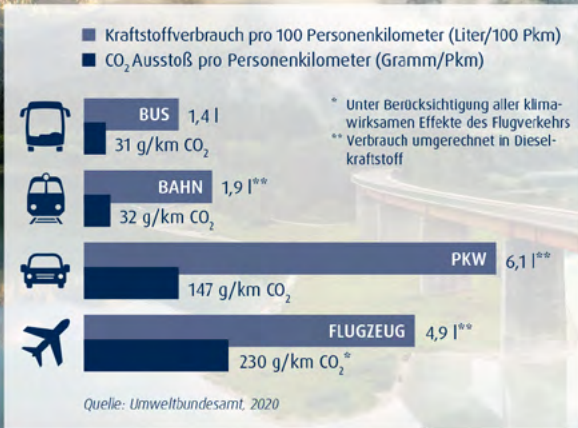 Kraftstoffverbrauch pro 100 Personenkilometer (Liter/100 Pkm)
CO₂ Ausstoß pro Personenkilometer (Gramm/Pkm)
* Unter Berücksichtigung aller klima-
wirksamen Effekte des Flugverkehrs
** Verbrauch umgerechnet in Diesel-
kraftstoff
BUS 1,4 l
31 g/km CO₂
BAHN 1,9 l**
32 g/km CO₂
PKW 6,1 l**
147 g/km CO₂
FLUGZEUG 4,9 l**
230 g/km CO₂*
Quelle: Umweltbundesamt, 2020